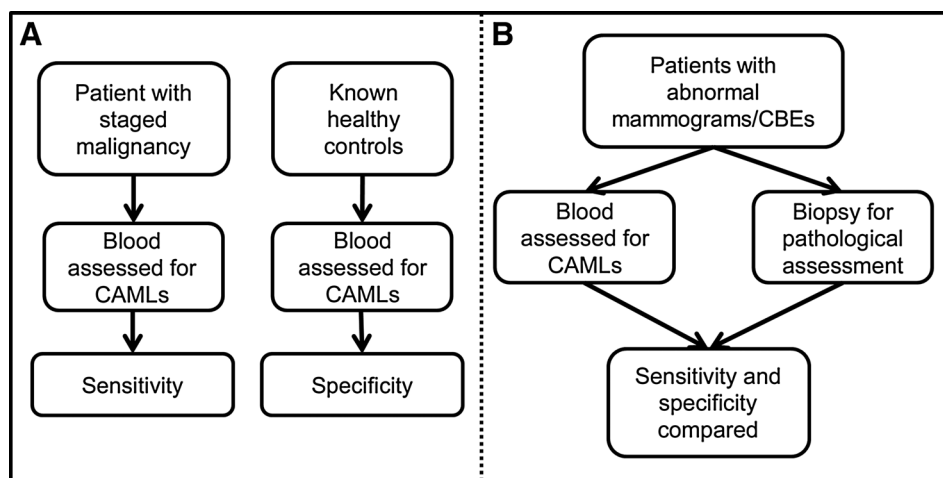 A
Patient with
staged
malignancy
Known
healthy
controls
Blood
assessed for
CAMLs
Blood
assessed for
CAMLs
Sensitivity
Specificity
B
Patients with
abnormal
mammograms/CBEs
Blood
assessed for
CAMLs
Biopsy for
pathological
assessment
Sensitivity and
specificity
compared